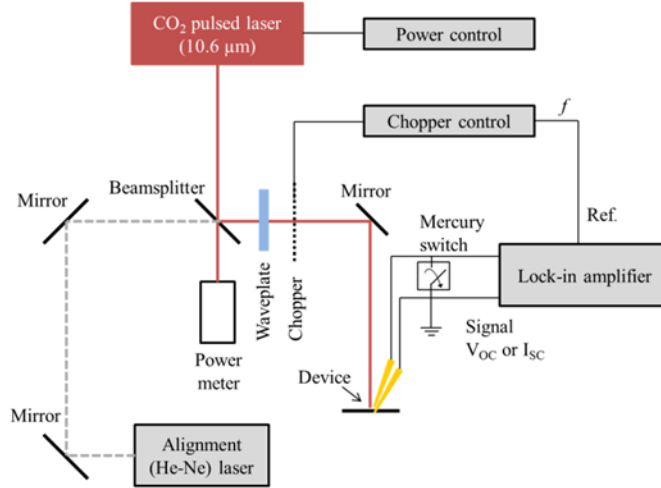 CO₂ pulsed laser
(10.6 µm)
Power control
f
Chopper control
Beamsplitter
Mirror
Mirror
Mercury
switch
Ref.
Lock-in amplifier
Waveplate
Chopper
Signal
V_OC or I_SC
Power
meter
Device
Mirror
Alignment
(He-Ne) laser